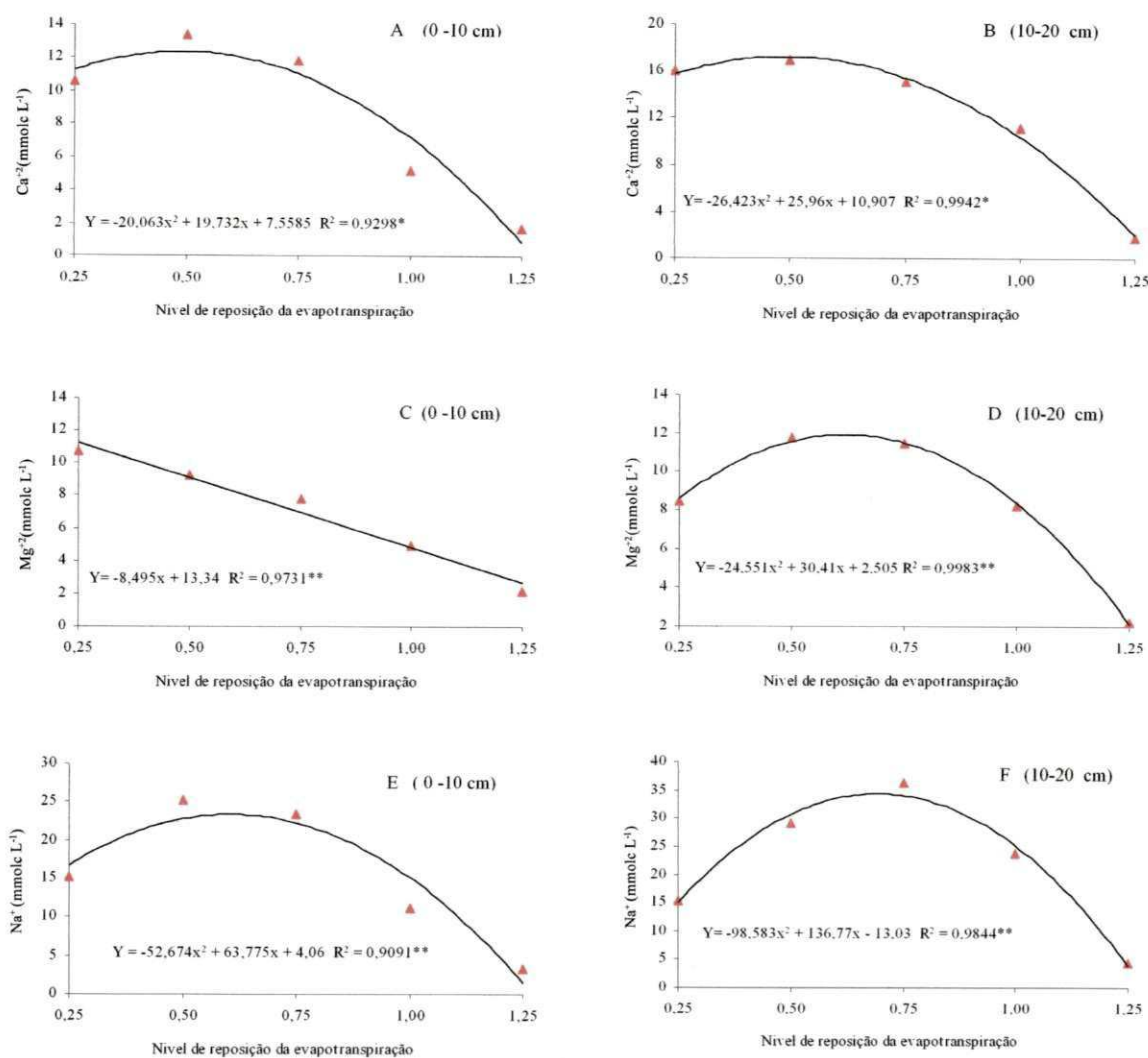 A (0 -10 cm)
Ca⁺²(mmolc L⁻¹)
14
12
10
8
6
4
2
0
Y = -20,063x² + 19,732x + 7,5585 R² = 0,9298*
0,25 0,50 0,75 1,00 1,25
Nivel de reposição da evapotranspiração
B (10-20 cm)
Ca⁺²(mmolc L⁻¹)
20
16
12
8
4
0
Y= -26,423x² + 25,96x + 10,907 R² = 0,9942*
0,25 0,50 0,75 1,00 1,25
Nivel de reposição da evapotranspiração
C (0 -10 cm)
Mg⁺²(mmolc L⁻¹)
14
12
10
8
6
4
2
0
Y= -8,495x + 13,34 R² = 0,9731**
0,25 0,50 0,75 1,00 1,25
Nivel de reposição da evapotranspiração
D (10-20 cm)
Mg⁺²(mmolc L⁻¹)
14
12
10
8
6
4
2
Y= -24,551x² + 30,41x + 2,505 R² = 0,9983**
0,25 0,50 0,75 1,00 1,25
Nivel de reposição da evapotranspiração
E ( 0 -10 cm)
Na⁺ (mmolc L⁻¹)
30
25
20
15
10
5
0
Y = -52,674x² + 63,775x + 4,06 R² = 0,9091**
0,25 0,50 0,75 1,00 1,25
Nivel de reposição da evapotranspiração
F (10-20 cm)
Na⁺ (mmolc L⁻¹)
40
35
30
25
20
15
10
5
0
Y= -98,583x² + 136,77x - 13,03 R² = 0,9844**
0,25 0,50 0,75 1,00 1,25
Nivel de reposição da evapotranspiração